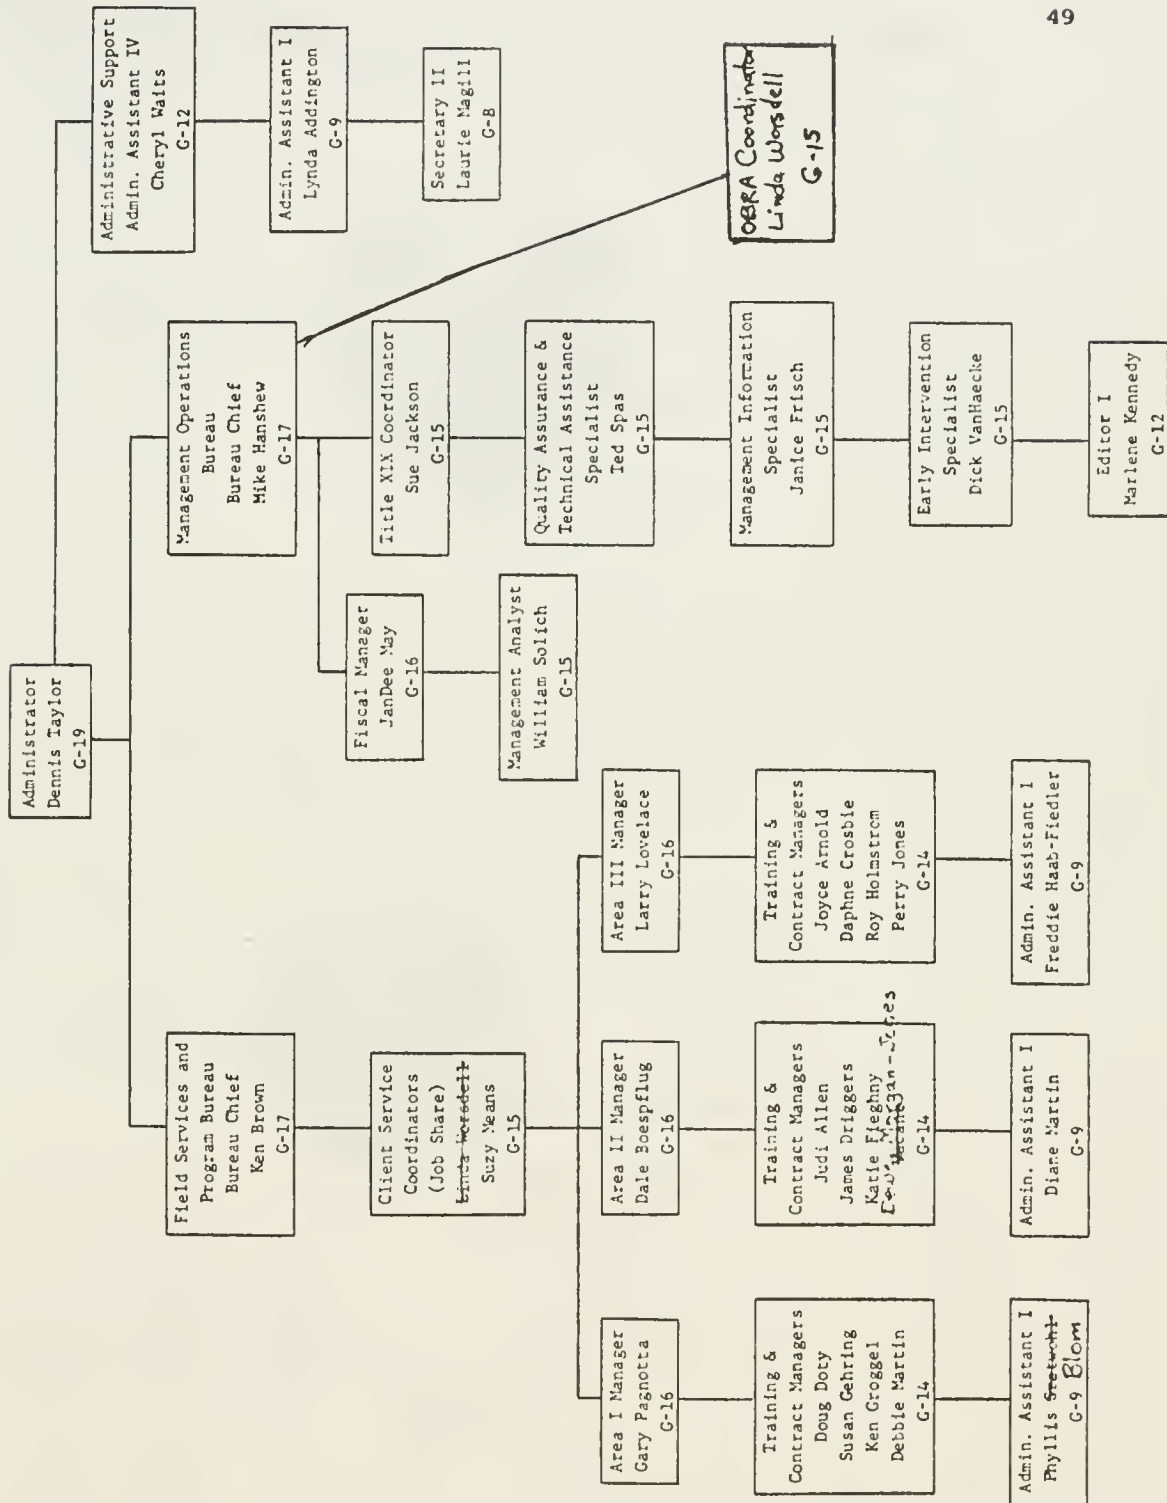 49
Administrator
Dennis Taylor
G-19
Administrative Support
Admin. Assistant IV
Cheryl Waits
G-12
Admin. Assistant I
Lynda Addington
G-9
Secretary II
Laurie Magill
G-8
Management Operations
Bureau
Bureau Chief
Mike Hanshew
G-17
OBRA Coordinator
Linda Worsdell
G-15
Title XIX Coordinator
Sue Jackson
G-15
Quality Assurance &
Technical Assistance
Specialist
Ted Spas
G-15
Management Information
Specialist
Janice Frisch
G-15
Early Intervention
Specialist
Dick VanHaecke
G-15
Editor I
Marlene Kennedy
G-12
Fiscal Manager
JanDee May
G-16
Management Analyst
William Solich
G-15
Field Services and
Program Bureau
Bureau Chief
Ken Brown
G-17
Client Service
Coordinators
(Job Share)
Linda Worsdell
Suzy Means
G-15
Area I Manager
Gary Pagnotta
G-16
Training &
Contract Managers
Doug Doty
Susan Gehring
Ken Groggel
Debbie Martin
G-14
Admin. Assistant I
Phyllis
G-9 Blom
Area II Manager
Dale Boespflug
G-16
Training &
Contract Managers
Judi Allen
James Driggers
Katie Fieghny
Morgan-Jones
Vacant
G-14
Admin. Assistant I
Diane Martin
G-9
Area III Manager
Larry Lovelace
G-16
Training &
Contract Managers
Joyce Arnold
Daphne Crosbie
Roy Holmstrom
Perry Jones
G-14
Admin. Assistant I
Freddie Haab-Fiedler
G-9